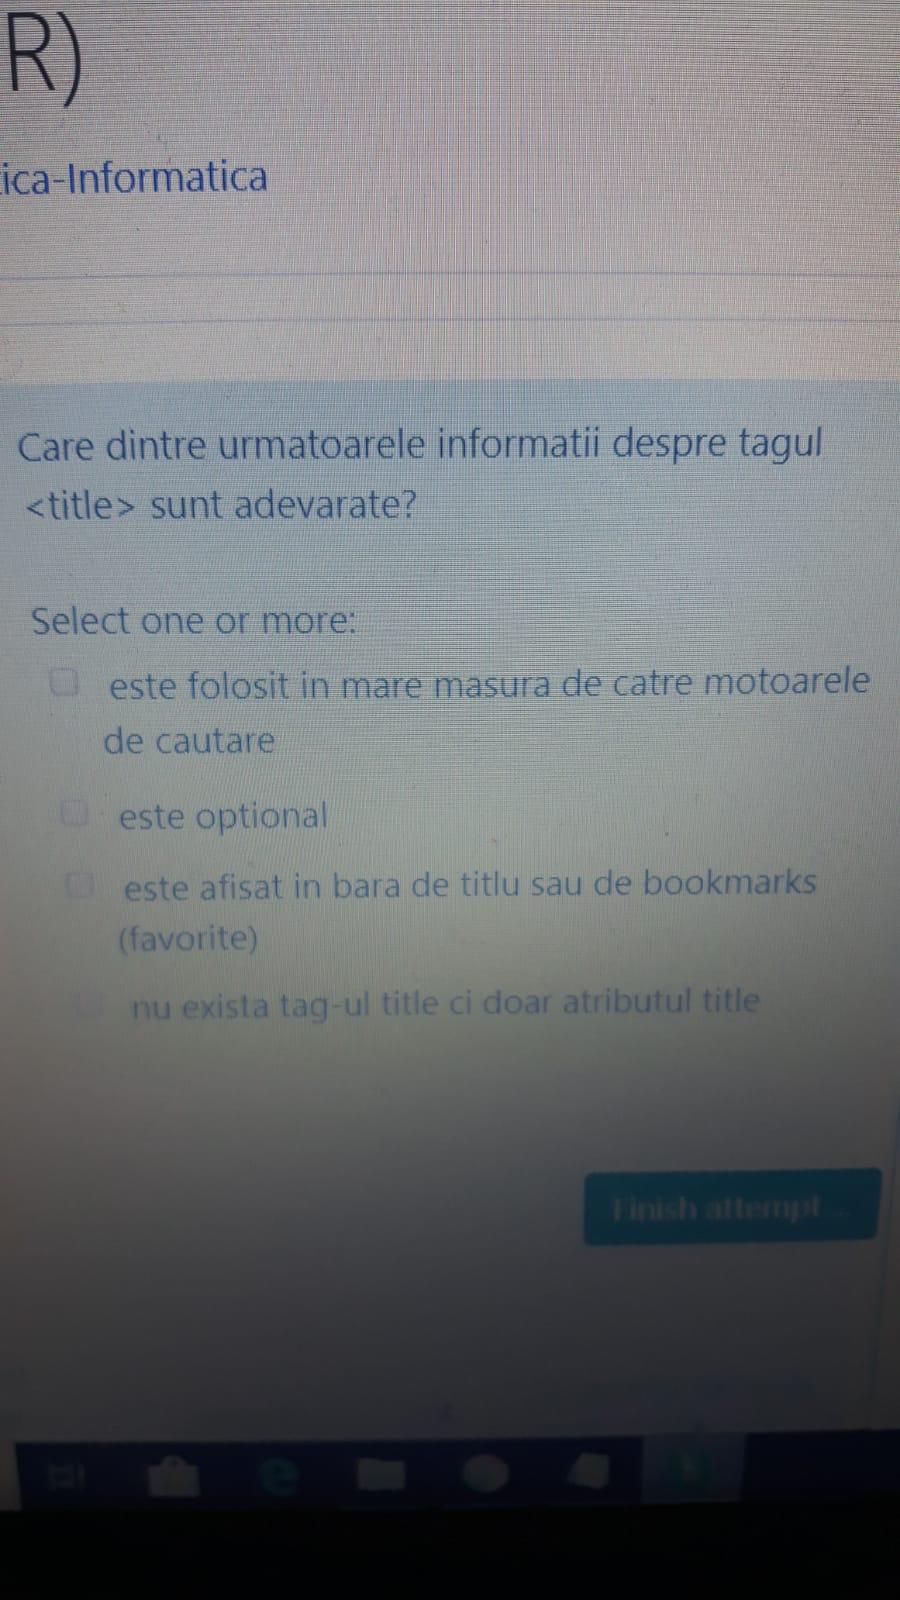 R)
ica-Informatica
Care dintre urmatoarele informatii despre tagul
<title> sunt adevarate?
Select one or more:
este folosit in mare masura de catre motoarele
de cautare
este optional
este afisat in bara de titlu sau de bookmarks
(favorite)
nu exista tag-ul title ci doar atributul title
Finish attempt ...